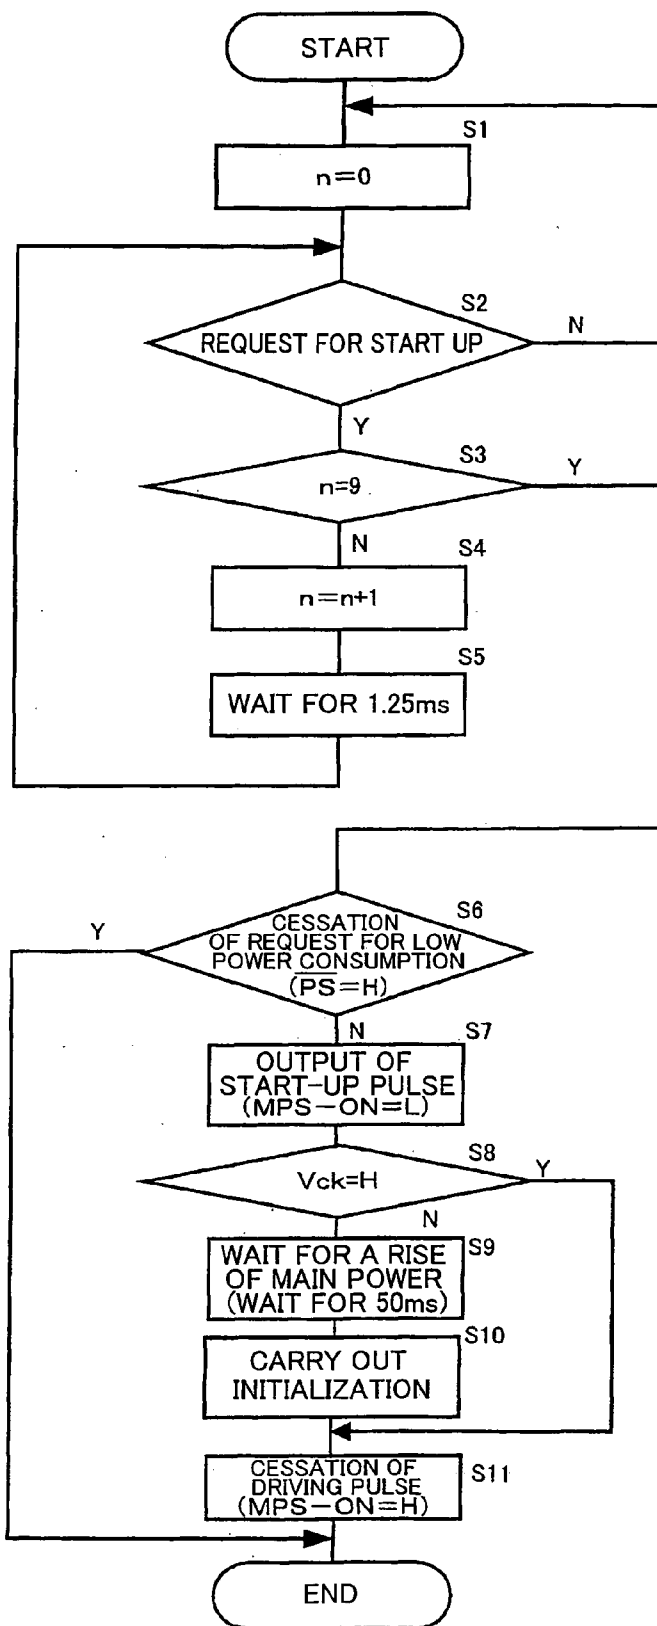 START
S1
n=0
S2
REQUEST FOR START UP
N
Y
S3
n=9
Y
N
S4
n=n+1
S5
WAIT FOR 1.25ms
S6
Y
CESSATION
OF REQUEST FOR LOW
POWER CONSUMPTION
(P̅S̅=H)
N
S7
OUTPUT OF
START-UP PULSE
(MPS-ON=L)
S8
Vck=H
Y
N
S9
WAIT FOR A RISE
OF MAIN POWER
(WAIT FOR 50ms)
S10
CARRY OUT
INITIALIZATION
S11
CESSATION OF
DRIVING PULSE
(MPS-ON=H)
END